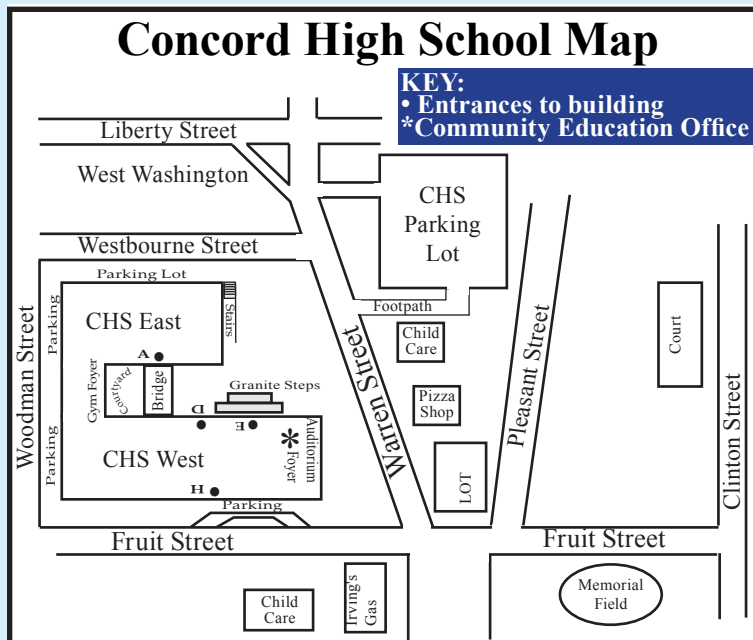 Concord High School Map
KEY:
• Entrances to building
*Community Education Office
Liberty Street
West Washington
CHS
Parking
Lot
Westbourne Street
Parking Lot
Parking
CHS East
Stairs
Footpath
Child
Care
Court
A
Woodman Street
Gym Foyer
Courtyard
Bridge
Granite Steps
Warren Street
Pleasant Street
Pizza
Shop
D
E
*
Auditorium
Foyer
Parking
CHS West
LOT
Clinton Street
H
Parking
Fruit Street
Fruit Street
Child
Care
Irving's
Gas
Memorial
Field